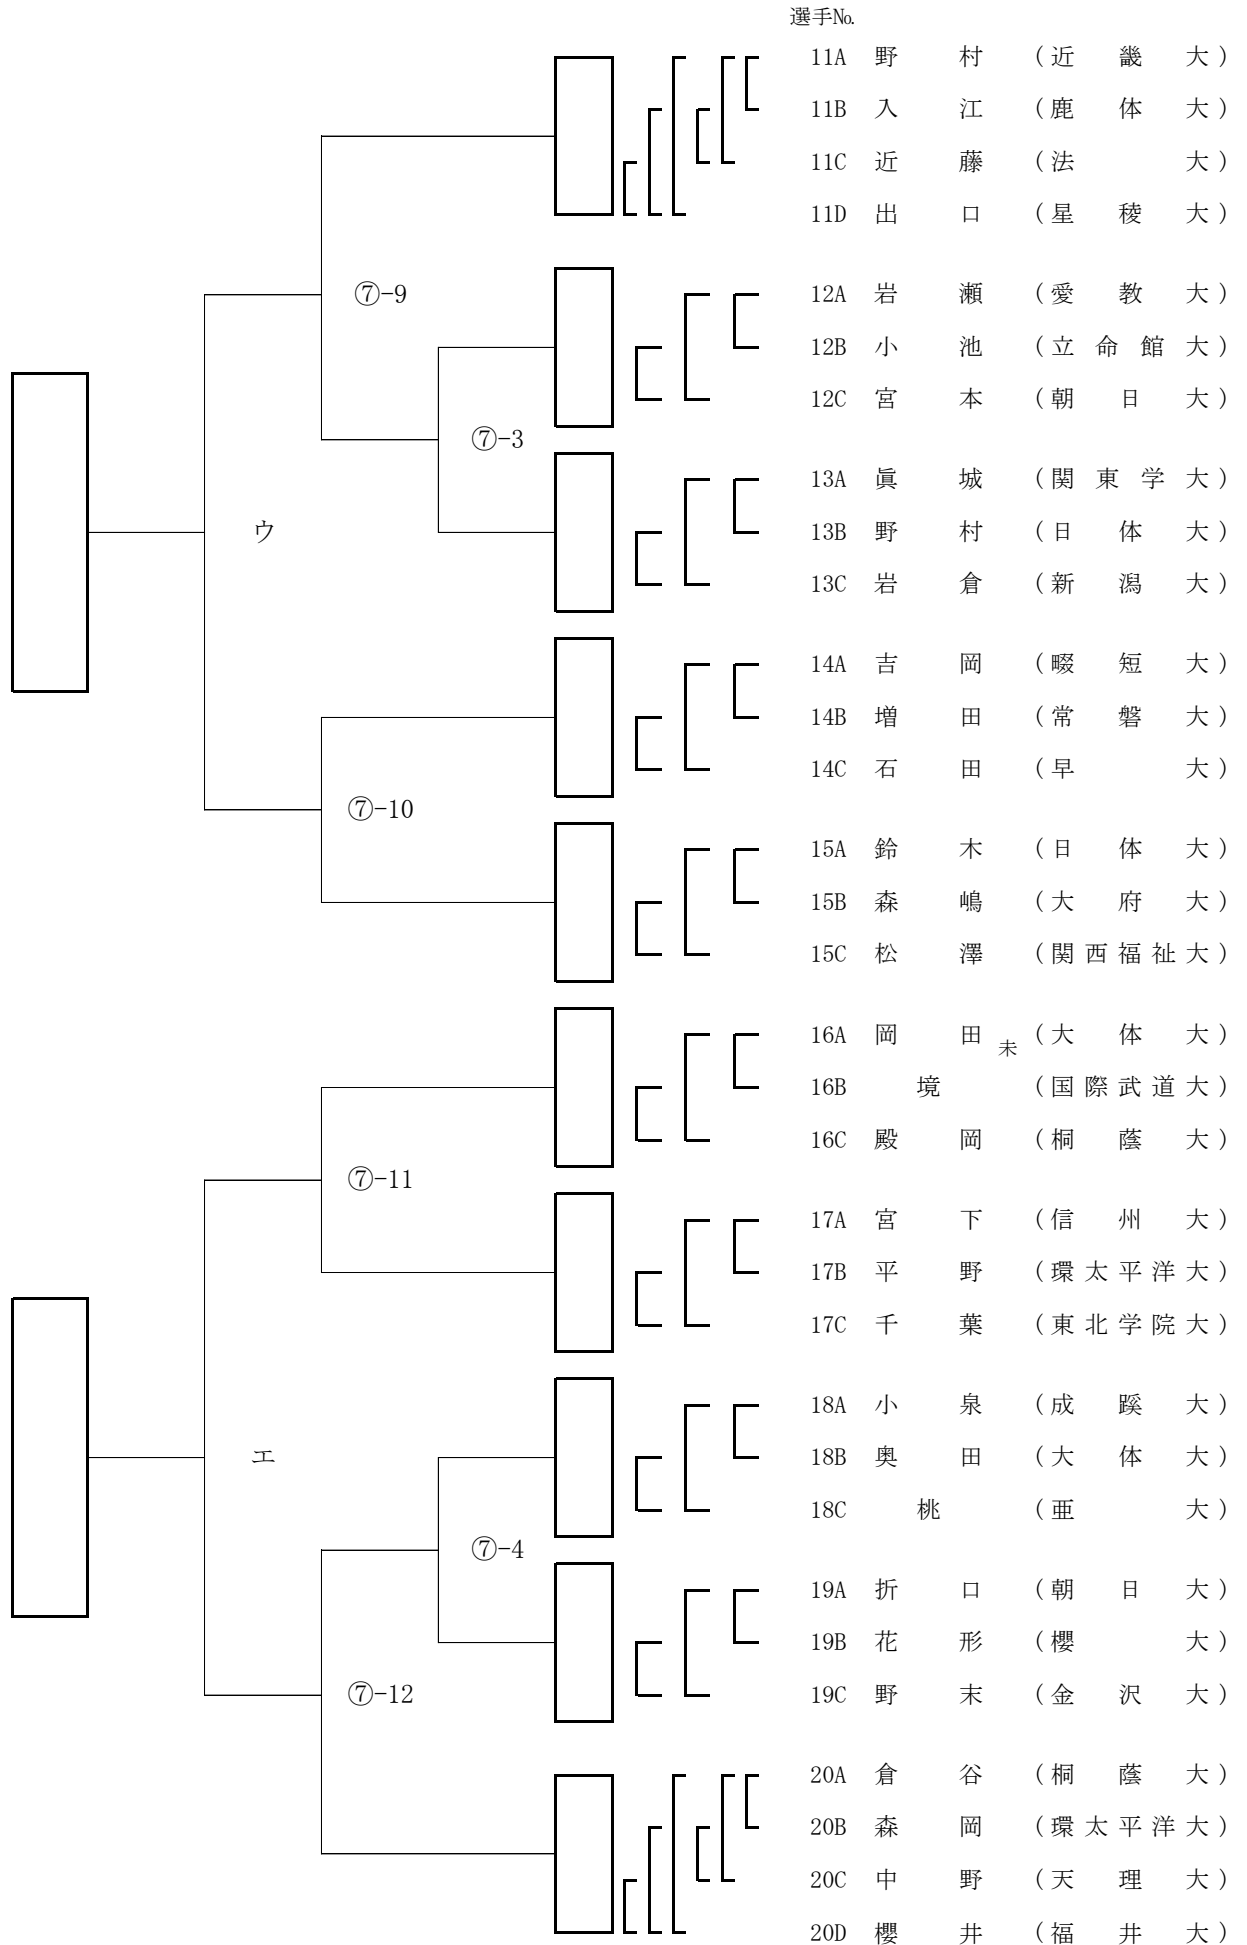 選手№
11A 野村 (近畿大)
11B 入江 (鹿体大)
11C 近藤 (法大)
11D 出口 (星稜大)
⑦-9
12A 岩瀬 (愛教大)
12B 小池 (立命館大)
12C 宮本 (朝日大)
⑦-3
13A 眞城 (関東学大)
ウ
13B 野村 (日体大)
13C 岩倉 (新潟大)
14A 吉岡 (畷短大)
14B 増田 (常磐大)
14C 石田 (早大)
⑦-10
15A 鈴木 (日体大)
15B 森嶋 (大府大)
15C 松澤 (関西福祉大)
16A 岡田未 (大体大)
16B 境 (国際武道大)
16C 殿岡 (桐蔭大)
⑦-11
17A 宮下 (信州大)
17B 平野 (環太平洋大)
17C 千葉 (東北学院大)
18A 小泉 (成蹊大)
エ
18B 奥田 (大体大)
18C 桃 (亜大)
⑦-4
19A 折口 (朝日大)
19B 花形 (櫻大)
⑦-12
19C 野末 (金沢大)
20A 倉谷 (桐蔭大)
20B 森岡 (環太平洋大)
20C 中野 (天理大)
20D 櫻井 (福井大)